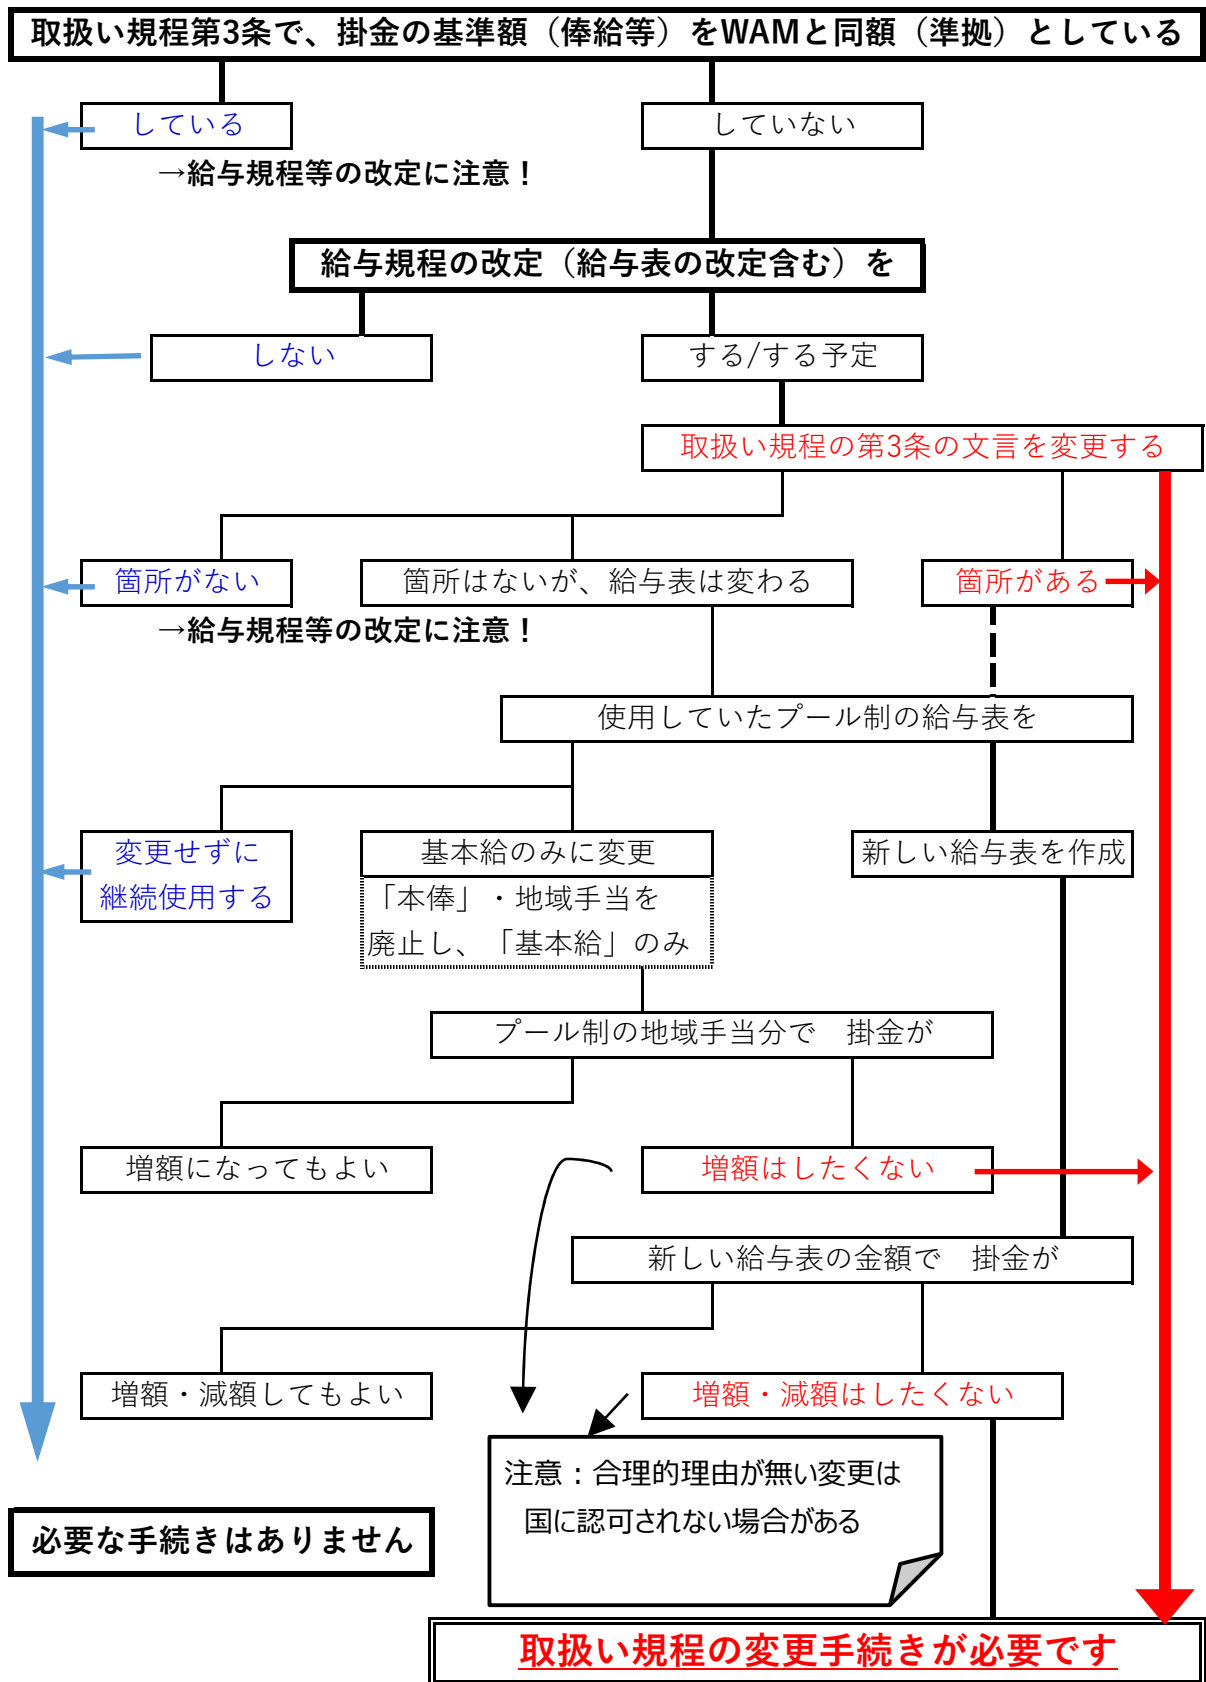 取扱い規程第3条で、掛金の基準額（俸給等）をWAMと同額（準拠）としている
している
していない
→給与規程等の改定に注意！
給与規程の改定（給与表の改定含む）を
しない
する/する予定
取扱い規程の第3条の文言を変更する
箇所がない
箇所はないが、給与表は変わる
箇所がある
→給与規程等の改定に注意！
使用していたプール制の給与表を
変更せずに
継続使用する
基本給のみに変更
「本俸」・地域手当を
廃止し、「基本給」のみ
新しい給与表を作成
プール制の地域手当分で　掛金が
増額になってもよい
増額はしたくない
新しい給与表の金額で　掛金が
増額・減額してもよい
増額・減額はしたくない
注意：合理的理由が無い変更は
国に認可されない場合がある
必要な手続きはありません
取扱い規程の変更手続きが必要です